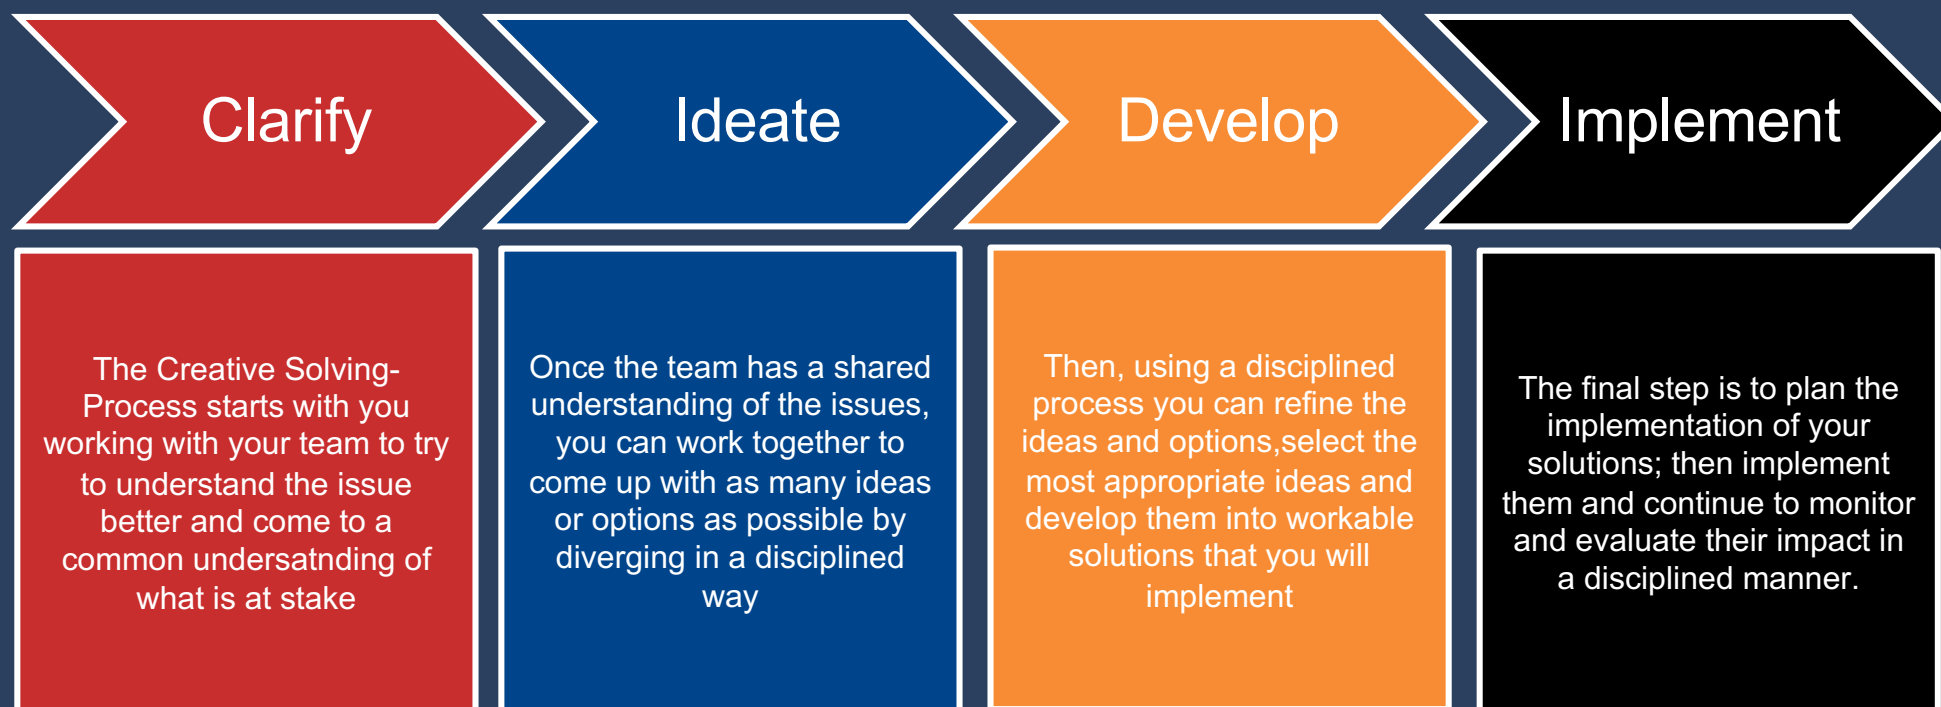 Clarify
Ideate
Develop
Implement
The Creative Solving-
Process starts with you
working with your team to try
to understand the issue
better and come to a
common undersatnding of
what is at stake
Once the team has a shared
understanding of the issues,
you can work together to
come up with as many ideas
or options as possible by
diverging in a disciplined
way
Then, using a disciplined
process you can refine the
ideas and options,select the
most appropriate ideas and
develop them into workable
solutions that you will
implement
The final step is to plan the
implementation of your
solutions; then implement
them and continue to monitor
and evaluate their impact in
a disciplined manner.